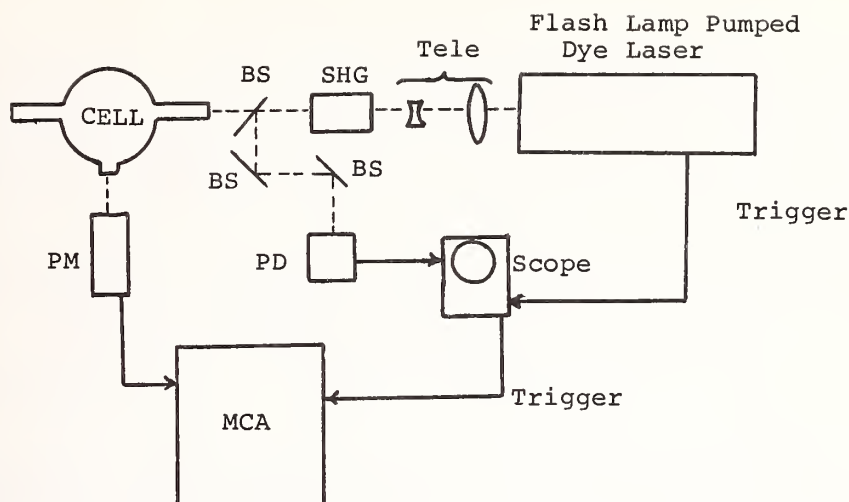 Flash Lamp Pumped
Dye Laser
Tele
BS
SHG
CELL
BS
BS
Trigger
PM
PD
Scope
Trigger
MCA